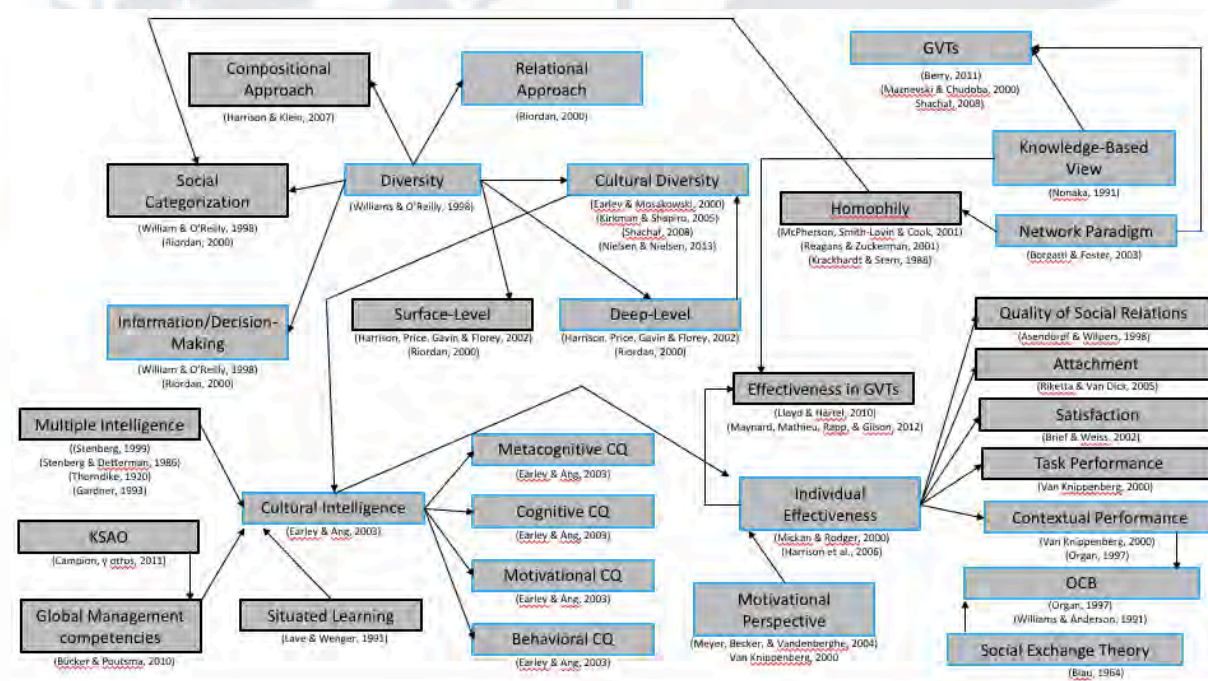 Compositional
Approach
(Harrison & Klein, 2007)
Relational
Approach
(Riordan, 2000)
GVTs
(Berry, 2011)
(Maznevski & Chudoba, 2000)
Shachaf, 2008)
Knowledge-Based
View
(Nonaka, 1991)
Social
Categorization
(William & O'Reilly, 1998)
(Riordan, 2000)
Diversity
(Williams & O'Reilly, 1998)
Cultural Diversity
(Earley & Mosakowski, 2000)
(Kirkman & Shapiro, 2005)
(Shachaf, 2008)
(Nielsen & Nielsen, 2013)
Homophily
(McPherson, Smith-Lovin & Cook, 2001)
(Reagans & Zuckerman, 2001)
(Krackhardt & Stern, 1988)
Network Paradigm
(Borgatti & Foster, 2003)
Information/Decision-
Making
(William & O'Reilly, 1998)
(Riordan, 2000)
Surface-Level
(Harrison, Price, Gavin & Florey, 2002)
(Riordan, 2000)
Deep-Level
(Harrison, Price, Gavin & Florey, 2002)
(Riordan, 2000)
Quality of Social Relations
(Asendorpf & Wilpers, 1998)
Attachment
(Riketta & Van Dick, 2005)
Satisfaction
(Brief & Weiss, 2002)
Task Performance
(Van Knippenberg, 2000)
Contextual Performance
(Van Knippenberg, 2000)
(Organ, 1997)
OCB
(Organ, 1997)
(Williams & Anderson, 1991)
Social Exchange Theory
(Blau, 1964)
Effectiveness in GVTs
(Lloyd & Härtel, 2010)
(Maynard, Mathieu, Rapp, & Gilson, 2012)
Individual
Effectiveness
(Mickan & Rodger, 2000)
(Harrison et al., 2006)
Motivational
Perspective
(Meyer, Becker, & Vandenberghe, 2004)
Van Knippenberg, 2000
Multiple Intelligence
((Stenberg, 1999)
(Stenberg & Detterman, 1986)
(Thorndike, 1920)
(Gardner, 1993)
Cultural Intelligence
(Earley & Ang, 2003)
Metacognitive CQ
(Earley & Ang, 2003)
Cognitive CQ
(Earley & Ang, 2003)
Motivational CQ
(Earley & Ang, 2003)
Behavioral CQ
(Earley & Ang, 2003)
KSAO
(Campion, y otros, 2011)
Global Management
competencies
(Bücker & Poutsma, 2010)
Situated Learning
(Lave & Wenger, 1991)